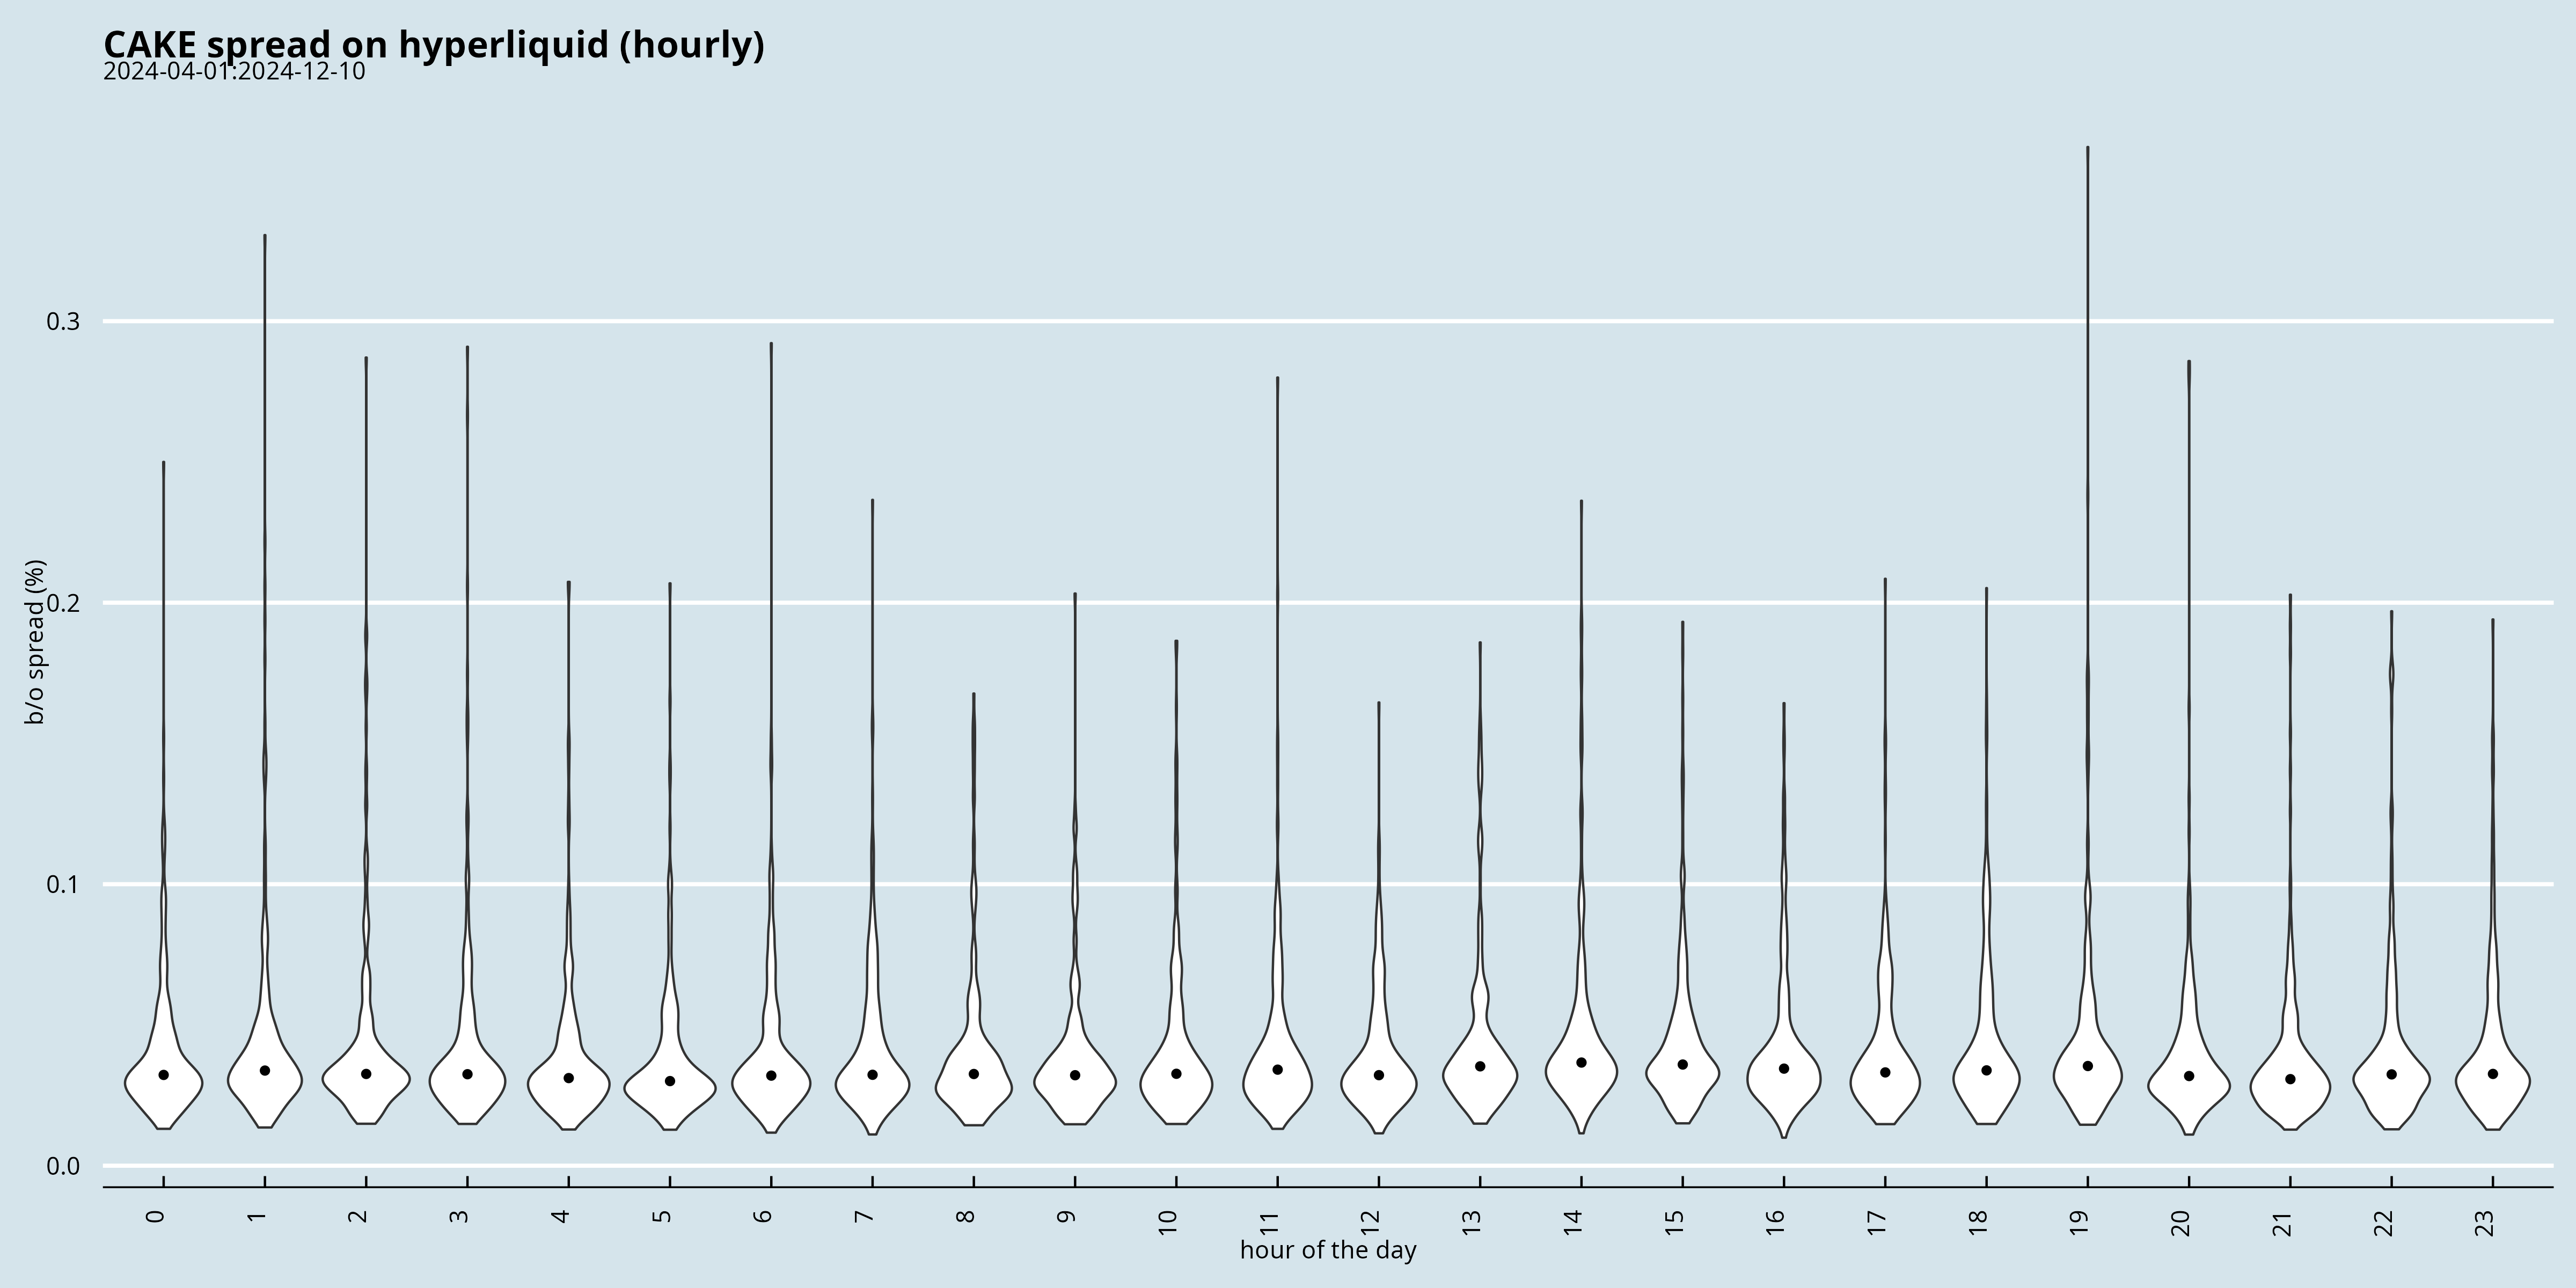 CAKE spread on hyperliquid (hourly)
2024-04-01:2024-12-10
b/o spread (%)
0.3
0.2
0.1
0.0
0 1 2 3 4 5 6 7 8 9 10 11 12 13 14 15 16 17 18 19 20 21 22 23
hour of the day